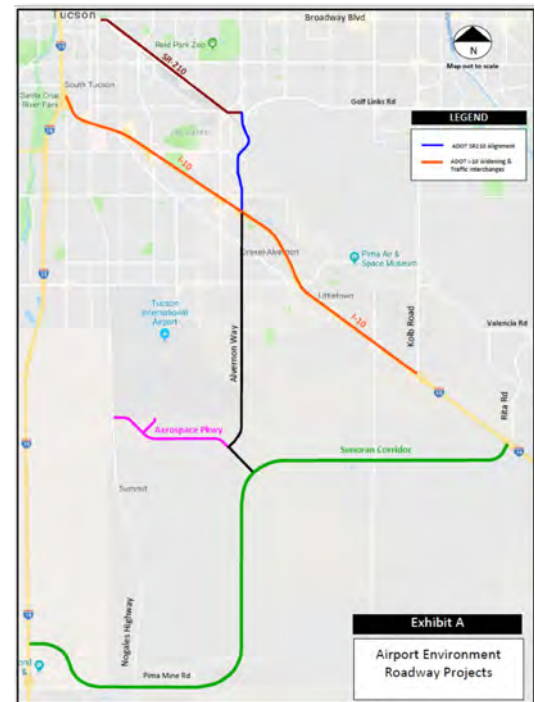 Tucson
Broadway Blvd
Reid Park Zoo
SR-210
N
Map not to scale
South Tucson
Santa Cruz
River Park
Golf Links Rd
LEGEND
ADOT SR210 Alignment
ADOT I-10 Widening &
Traffic Interchanges
I-10
Drexel-Alvernon
Pima Air &
Space Museum
Littletown
Tucson
International
Airport
Alvernon Way
I-10
Kolb Road
Valencia Rd
Rita Rd
Aerospace Pkwy
Sonoran Corridor
Summit
Nogales Highway
Pima Mine Rd
Exhibit A
Airport Environment
Roadway Projects